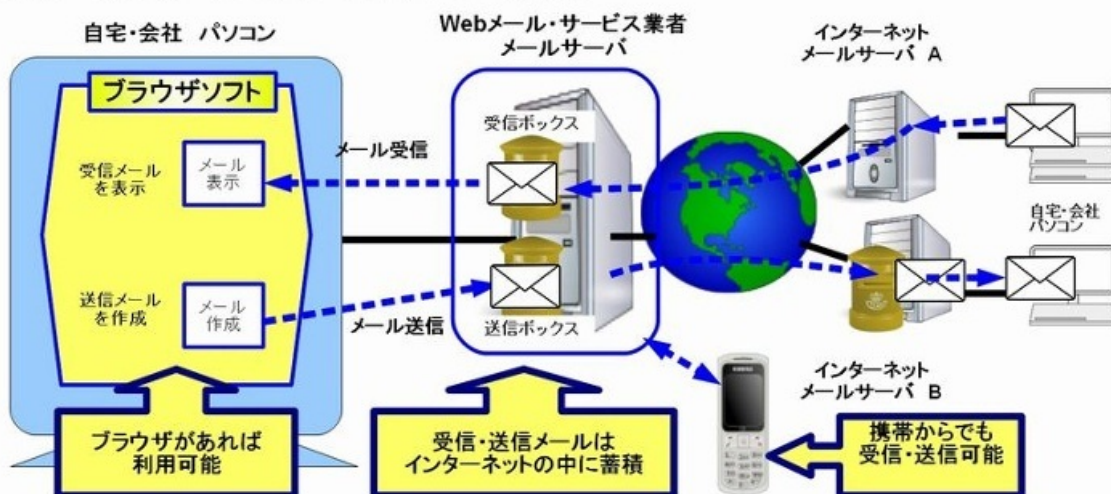 自宅・会社 パソコン
Webメール・サービス業者
メールサーバ
インターネット
メールサーバ A
ブラウザソフト
受信メール
を表示
メール
表示
メール受信
受信ボックス
送信メール
を作成
メール
作成
メール送信
送信ボックス
自宅・会社
パソコン
インターネット
メールサーバ B
ブラウザがあれば
利用可能
受信・送信メールは
インターネットの中に蓄積
携帯からでも
受信・送信可能